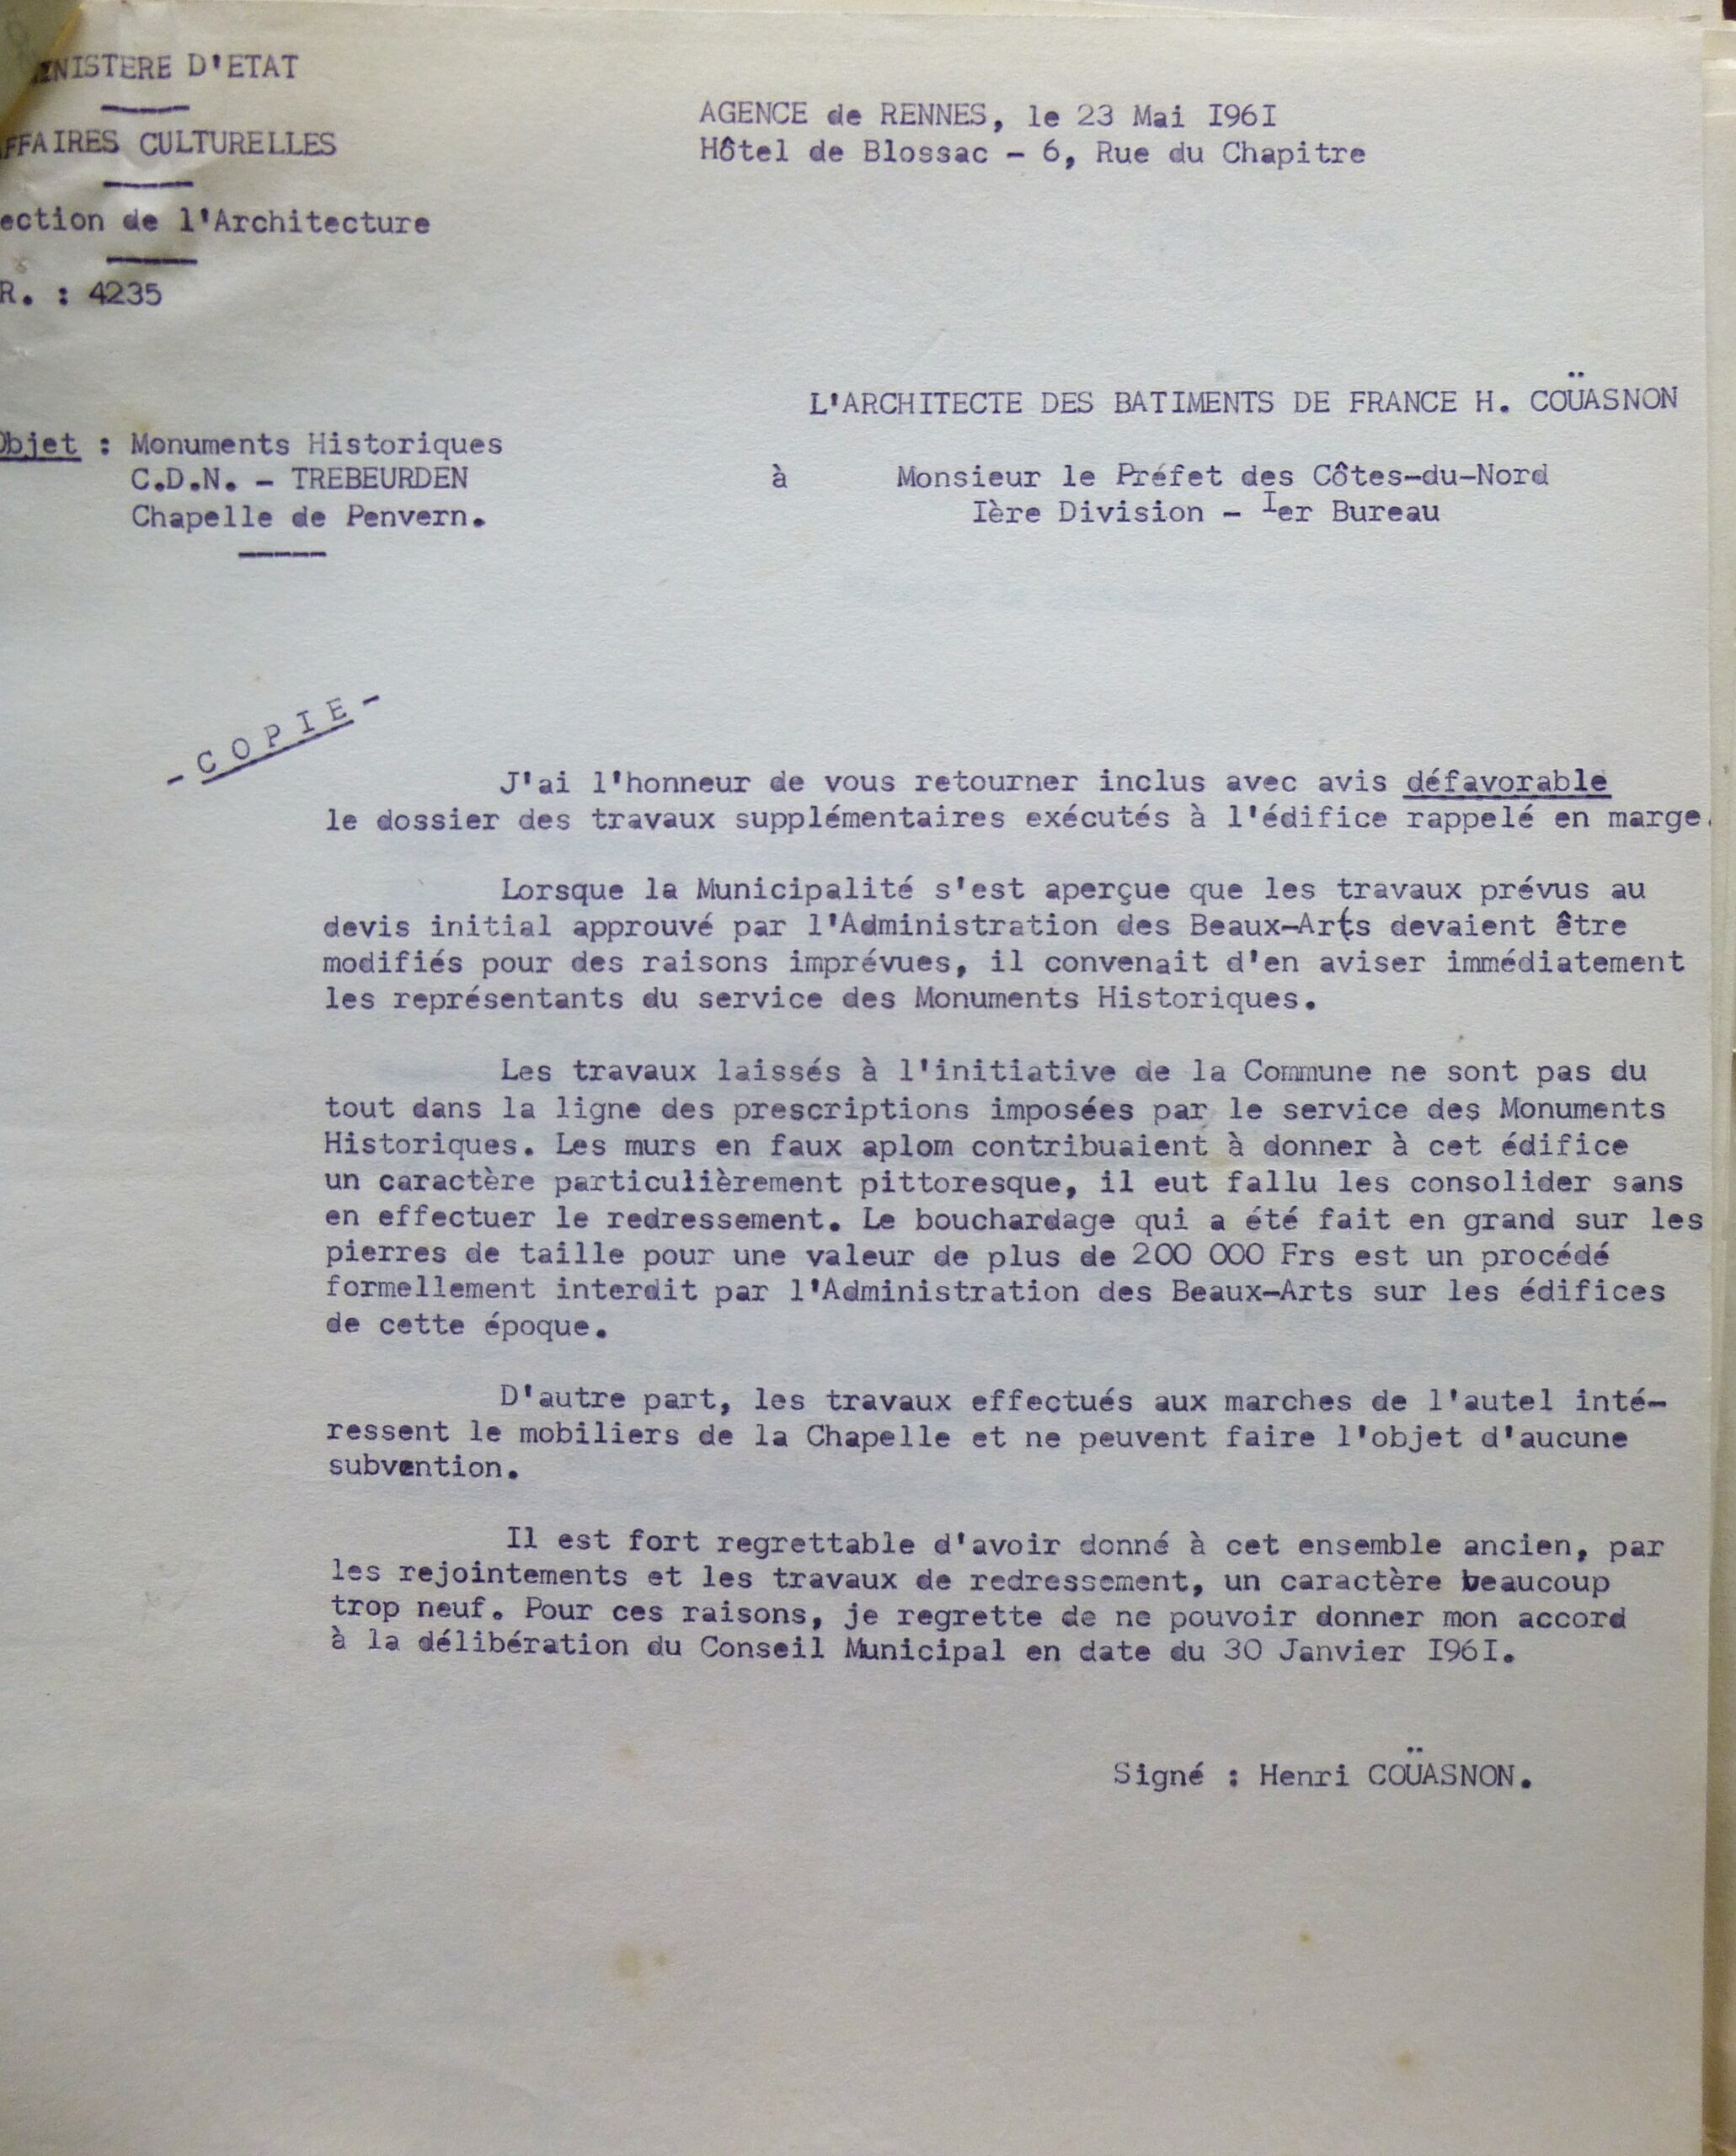 MINISTERE D'ETAT
AFFAIRES CULTURELLES
ection de l'Architecture
R. : 4235
AGENCE de RENNES, le 23 Mai I96I
Hôtel de Blossac - 6, Rue du Chapitre
L'ARCHITECTE DES BATIMENTS DE FRANCE H. COÜASNON
à Monsieur le Préfet des Côtes-du-Nord
Ière Division - Ier Bureau
Objet : Monuments Historiques
C.D.N. - TREBEURDEN
Chapelle de Penvern.
- C O P I E -
J'ai l'honneur de vous retourner inclus avec avis défavorable
le dossier des travaux supplémentaires exécutés à l'édifice rappelé en marge.
Lorsque la Municipalité s'est aperçue que les travaux prévus au
devis initial approuvé par l'Administration des Beaux-Arts devaient être
modifiés pour des raisons imprévues, il convenait d'en aviser immédiatement
les représentants du service des Monuments Historiques.
Les travaux laissés à l'initiative de la Commune ne sont pas du
tout dans la ligne des prescriptions imposées par le service des Monuments
Historiques. Les murs en faux aplom contribuaient à donner à cet édifice
un caractère particulièrement pittoresque, il eut fallu les consolider sans
en effectuer le redressement. Le bouchardage qui a été fait en grand sur les
pierres de taille pour une valeur de plus de 200 000 Frs est un procédé
formellement interdit par l'Administration des Beaux-Arts sur les édifices
de cette époque.
D'autre part, les travaux effectués aux marches de l'autel inté-
ressent le mobiliers de la Chapelle et ne peuvent faire l'objet d'aucune
subvention.
Il est fort regrettable d'avoir donné à cet ensemble ancien, par
les rejointements et les travaux de redressement, un caractère beaucoup
trop neuf. Pour ces raisons, je regrette de ne pouvoir donner mon accord
à la délibération du Conseil Municipal en date du 30 Janvier I96I.
Signé : Henri COÜASNON.